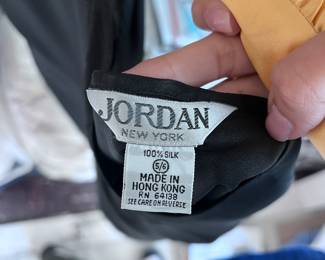 JORDAN
NEW YORK
100% SILK
5/6
MADE IN
HONG KONG
RN 64138
SEE CARE ON REVERSE